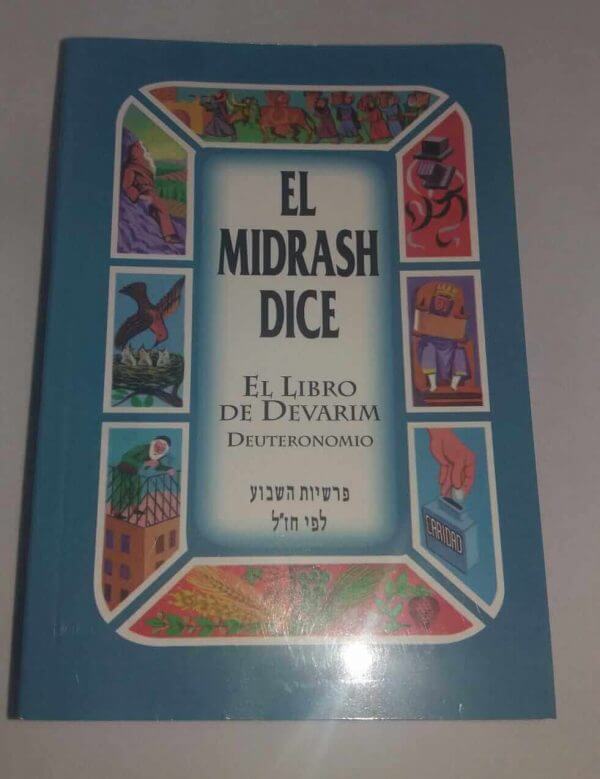 EL
MIDRASH
DICE
EL LIBRO
DE DEVARIM
DEUTERONOMIO
פרשיות השבוע
לפי חז"ל
CARIDAD